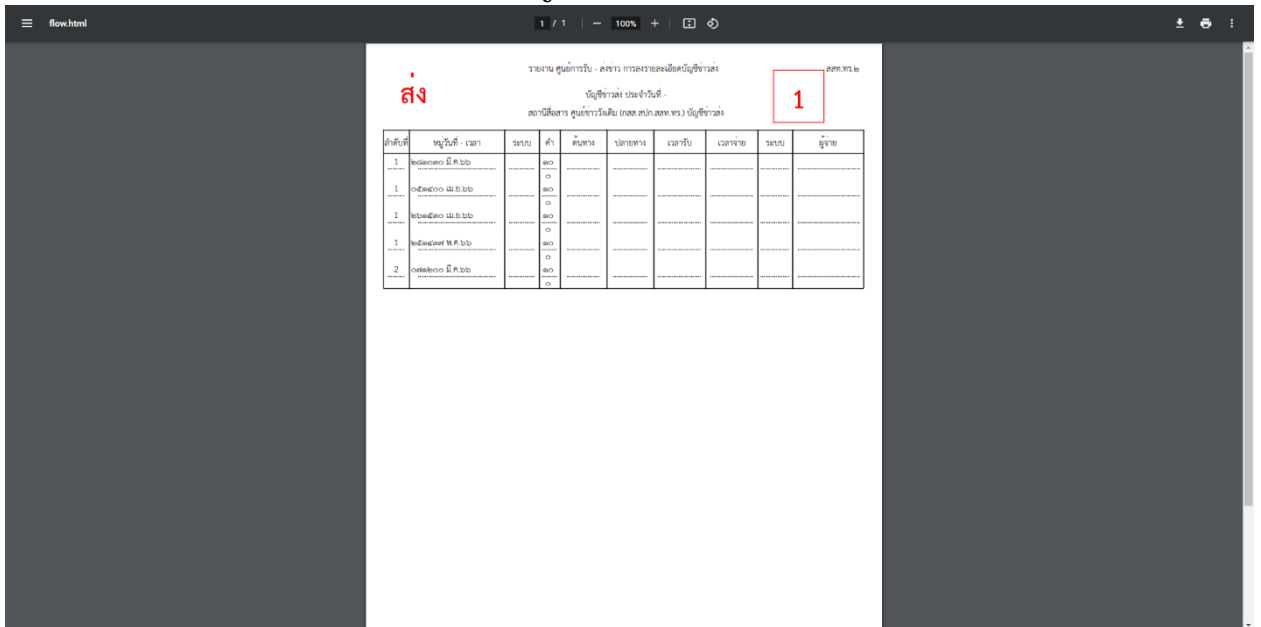 flow.html 1 / 1 100%
รายงาน ศูนย์การรับ - ส่งข่าว การลงรายละเอียดบัญชีข่าวส่ง สสท.ทร.๒
ส่ง บัญชีข่าวส่ง ประจำวันที่ - 1
สถานีสื่อสาร ศูนย์ข่าววังเดิม (กสส.สปก.สสท.ทร.) บัญชีข่าวส่ง
ลำดับที่ หมู่วันที่ - เวลา ระบบ คำ ต้นทาง ปลายทาง เวลารับ เวลาจ่าย ระบบ ผู้จ่าย
1 ๒๘๑๐๓๐ มี.ค.๖๖ ๑๐
๐
1 ๐๕๑๔๐๐ เม.ย.๖๖ ๑๐
๐
1 ๒๖๑๕๓๐ เม.ย.๖๖ ๑๐
๐
1 ๒๕๑๔๓๗ พ.ค.๖๖ ๑๐
๐
2 ๐๗๑๒๐๐ มี.ค.๖๖ ๑๐
๐